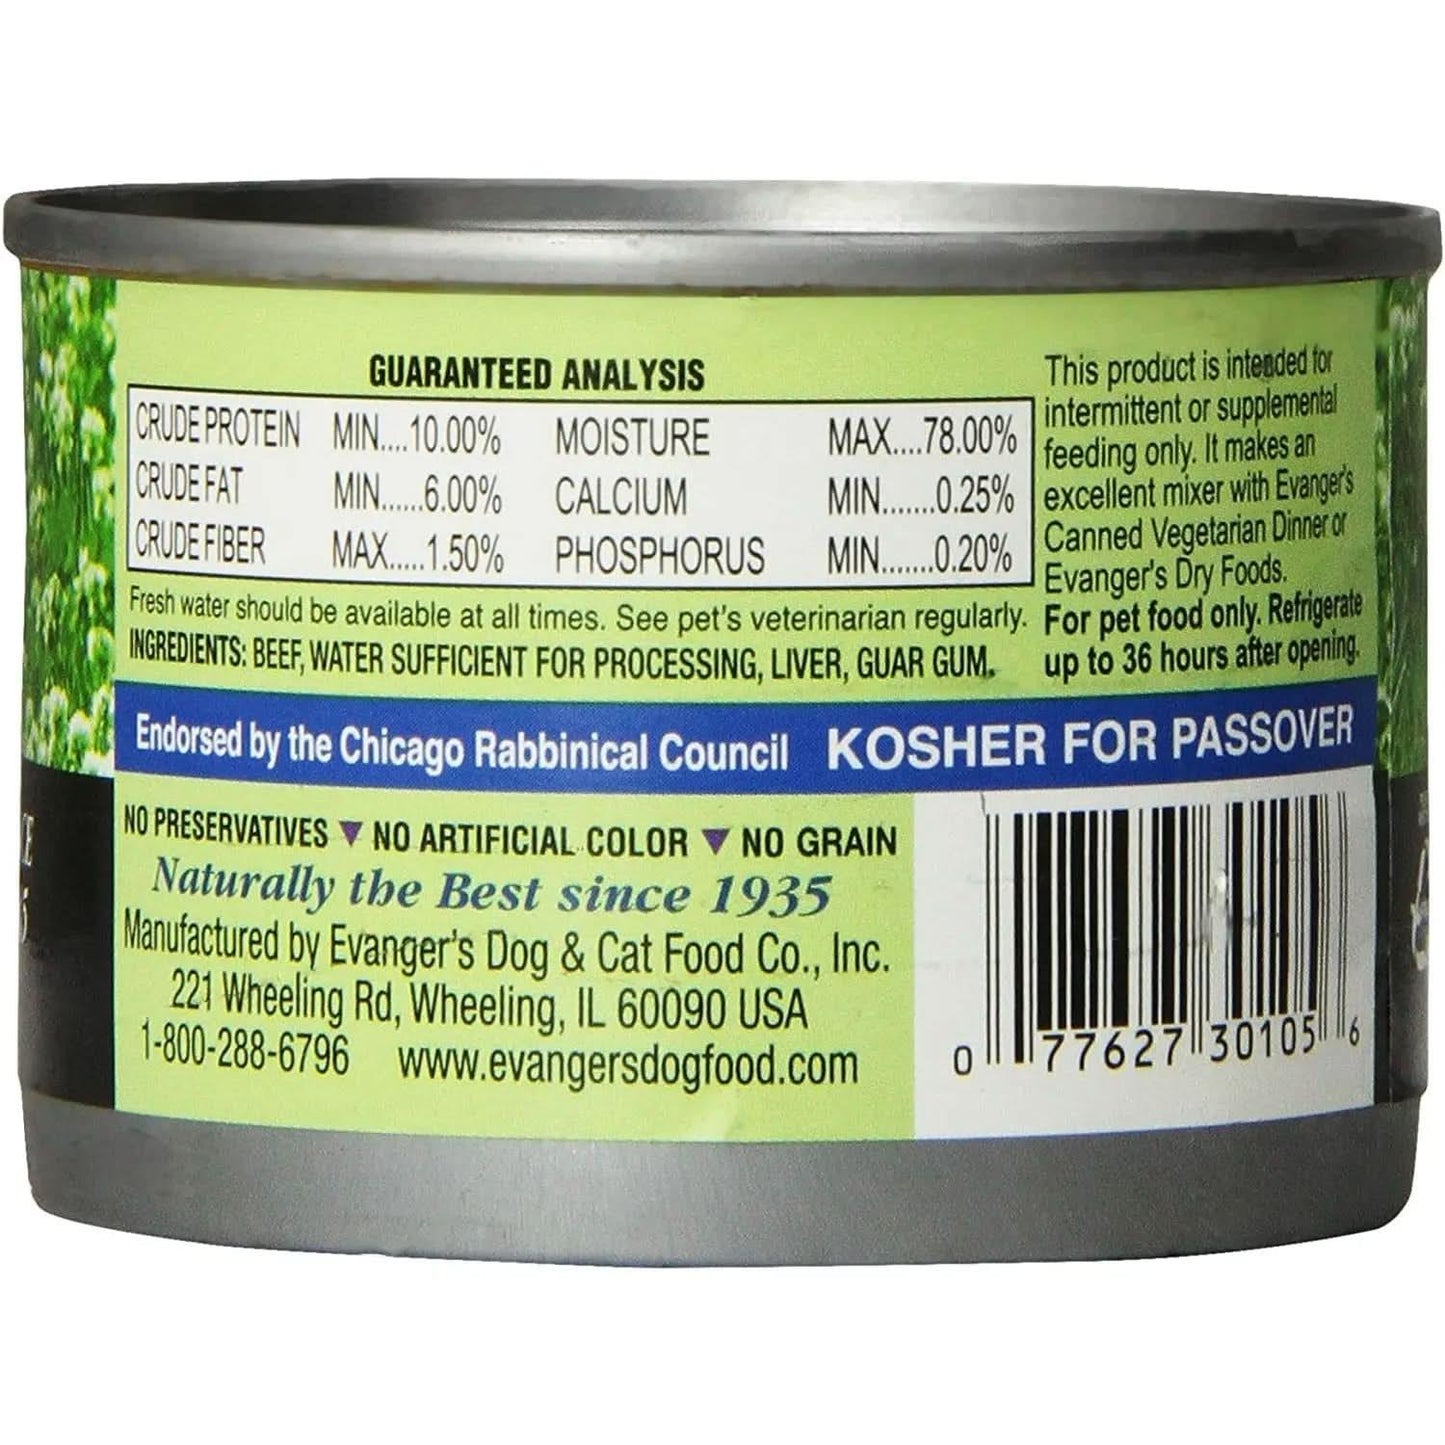 GUARANTEED ANALYSIS
CRUDE PROTEIN MIN....10.00% MOISTURE MAX....78.00%
CRUDE FAT MIN......6.00% CALCIUM MIN.......0.25%
CRUDE FIBER MAX.....1.50% PHOSPHORUS MIN.......0.20%
Fresh water should be available at all times. See pet's veterinarian regularly.
INGREDIENTS: BEEF, WATER SUFFICIENT FOR PROCESSING, LIVER, GUAR GUM.
This product is intended for
intermittent or supplemental
feeding only. It makes an
excellent mixer with Evanger's
Canned Vegetarian Dinner or
Evanger's Dry Foods.
For pet food only. Refrigerate
up to 36 hours after opening.
Endorsed by the Chicago Rabbinical Council KOSHER FOR PASSOVER
NO PRESERVATIVES ▼ NO ARTIFICIAL COLOR ▼ NO GRAIN
Naturally the Best since 1935
Manufactured by Evanger's Dog & Cat Food Co., Inc.
221 Wheeling Rd, Wheeling, IL 60090 USA
1-800-288-6796 www.evangersdogfood.com
0 77627 30105 6